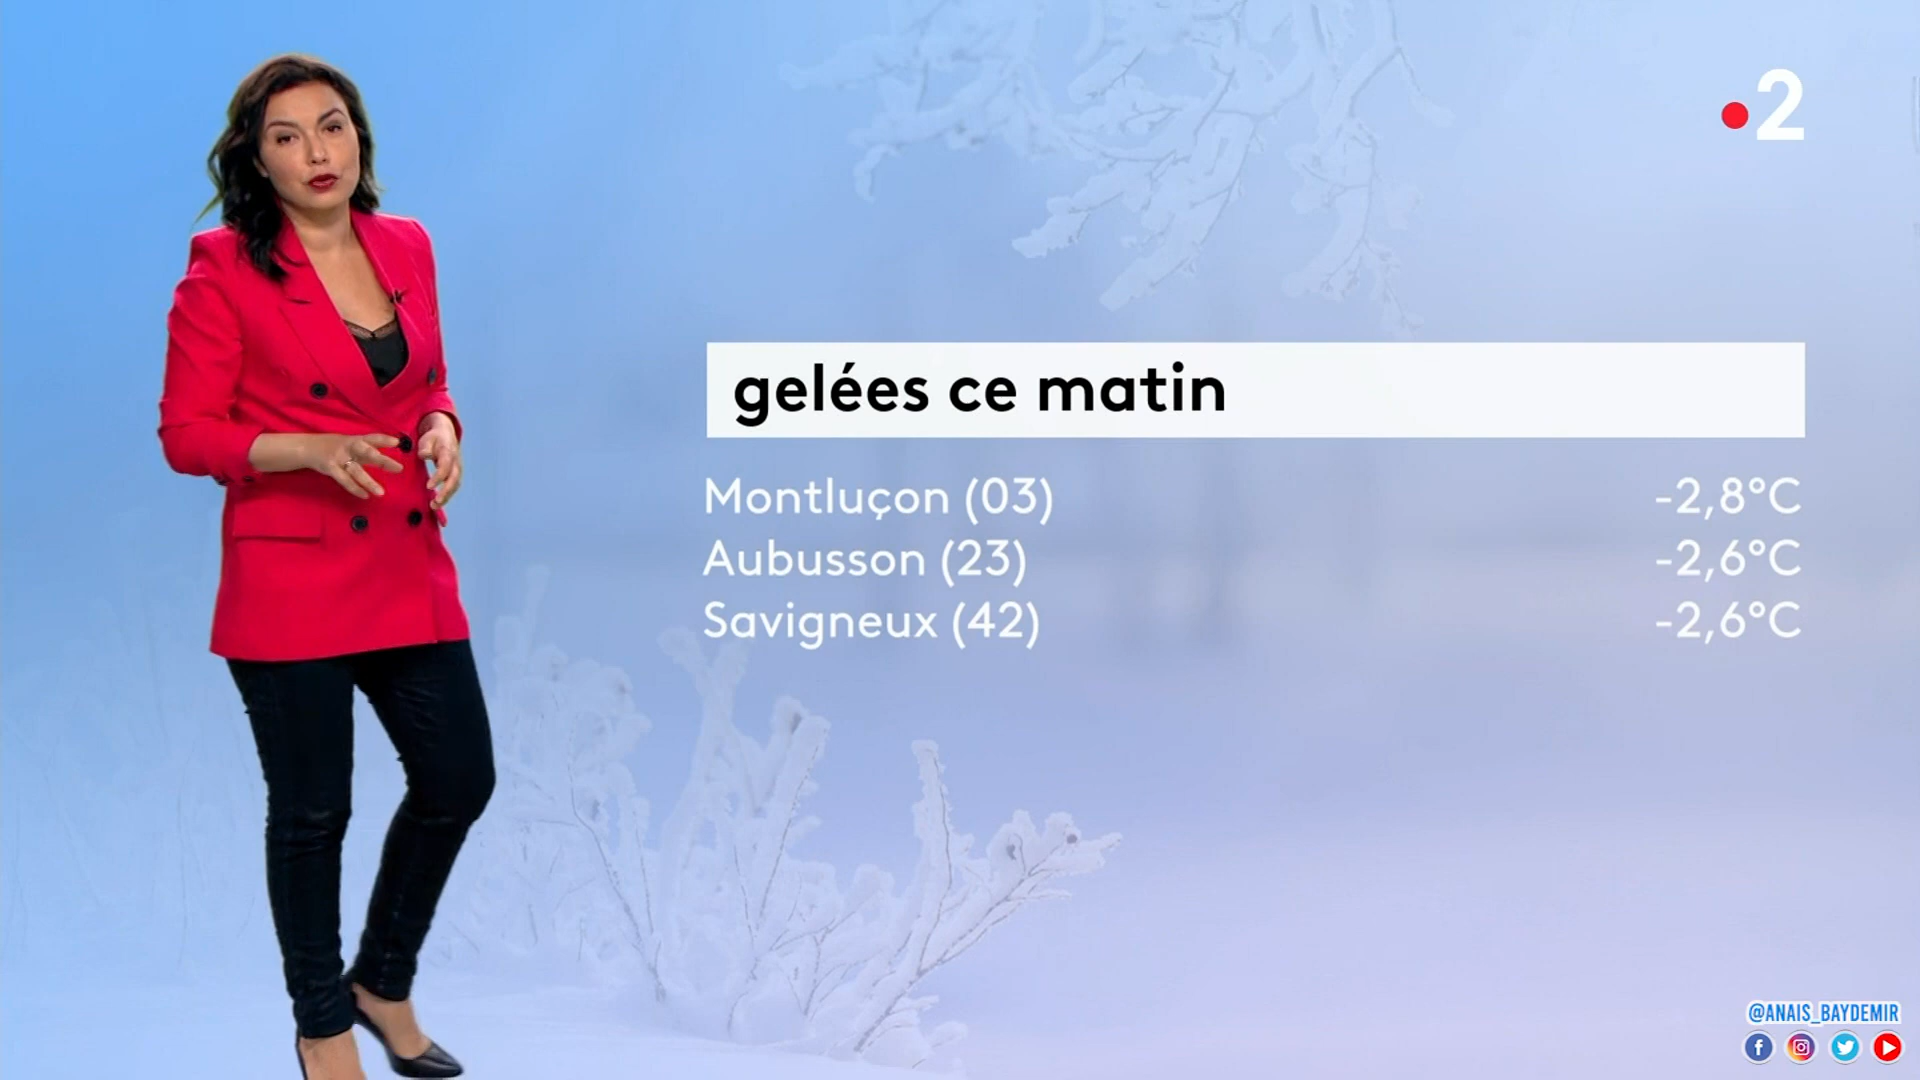 2
gelées ce matin
Montluçon (03) -2,8°C
Aubusson (23) -2,6°C
Savigneux (42) -2,6°C
@ANAIS_BAYDEMIR